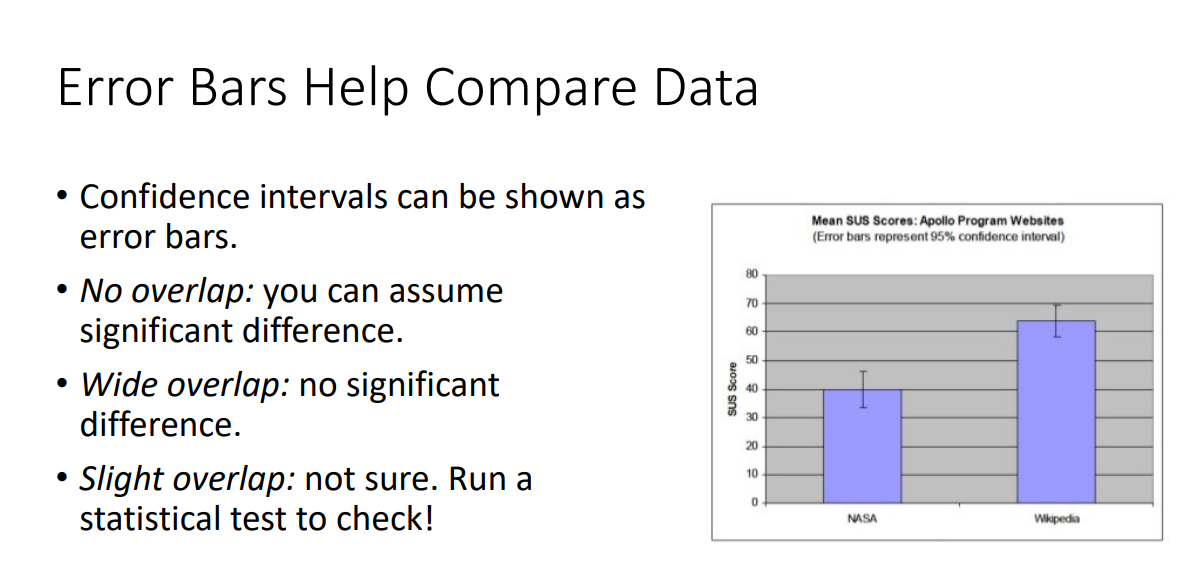 Error Bars Help Compare Data
• Confidence intervals can be shown as
error bars.
• No overlap: you can assume
significant difference.
• Wide overlap: no significant
difference.
• Slight overlap: not sure. Run a
statistical test to check!
Mean SUS Scores: Apollo Program Websites
(Error bars represent 95% confidence interval)
SUS Score
80
70
60
50
40
30
20
10
0
NASA
Wikipedia